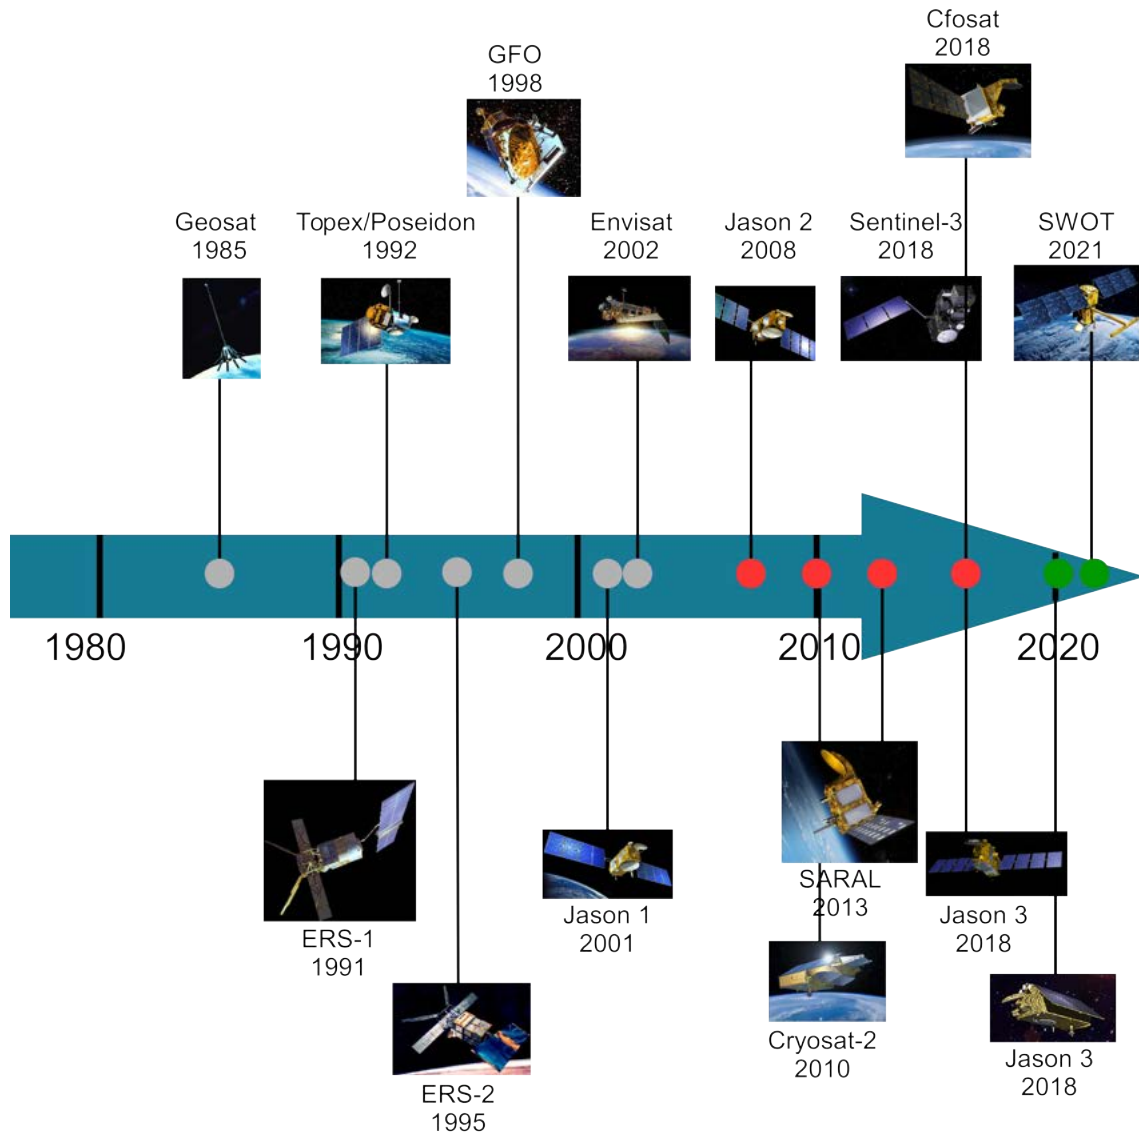 Cfosat
2018
GFO
1998
Geosat
1985
Topex/Poseidon
1992
Envisat
2002
Jason 2
2008
Sentinel-3
2018
SWOT
2021
1980
1990
2000
2010
2020
SARAL
2013
Jason 1
2001
Jason 3
2018
ERS-1
1991
Cryosat-2
2010
Jason 3
2018
ERS-2
1995